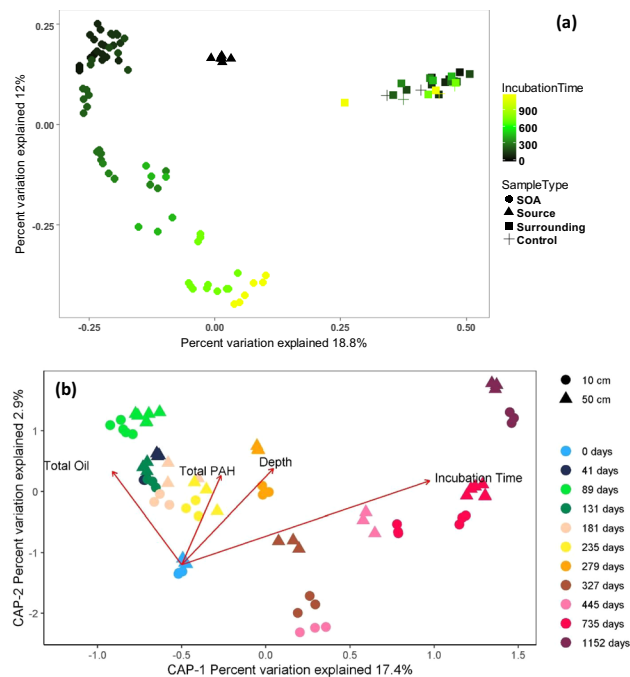 (a)
0.25
0.00
-0.25
-0.25
0.00
0.25
0.50
Percent variation explained 12%
Percent variation explained 18.8%
IncubationTime
900
600
300
0
SampleType
SOA
Source
Surrounding
Control
(b)
1
0
-1
-2
-1.0
-0.5
0.0
0.5
1.0
1.5
CAP-2 Percent variation explained 2.9%
CAP-1 Percent variation explained 17.4%
Total Oil
Total PAH
Depth
Incubation Time
10 cm
50 cm
0 days
41 days
89 days
131 days
181 days
235 days
279 days
327 days
445 days
735 days
1152 days